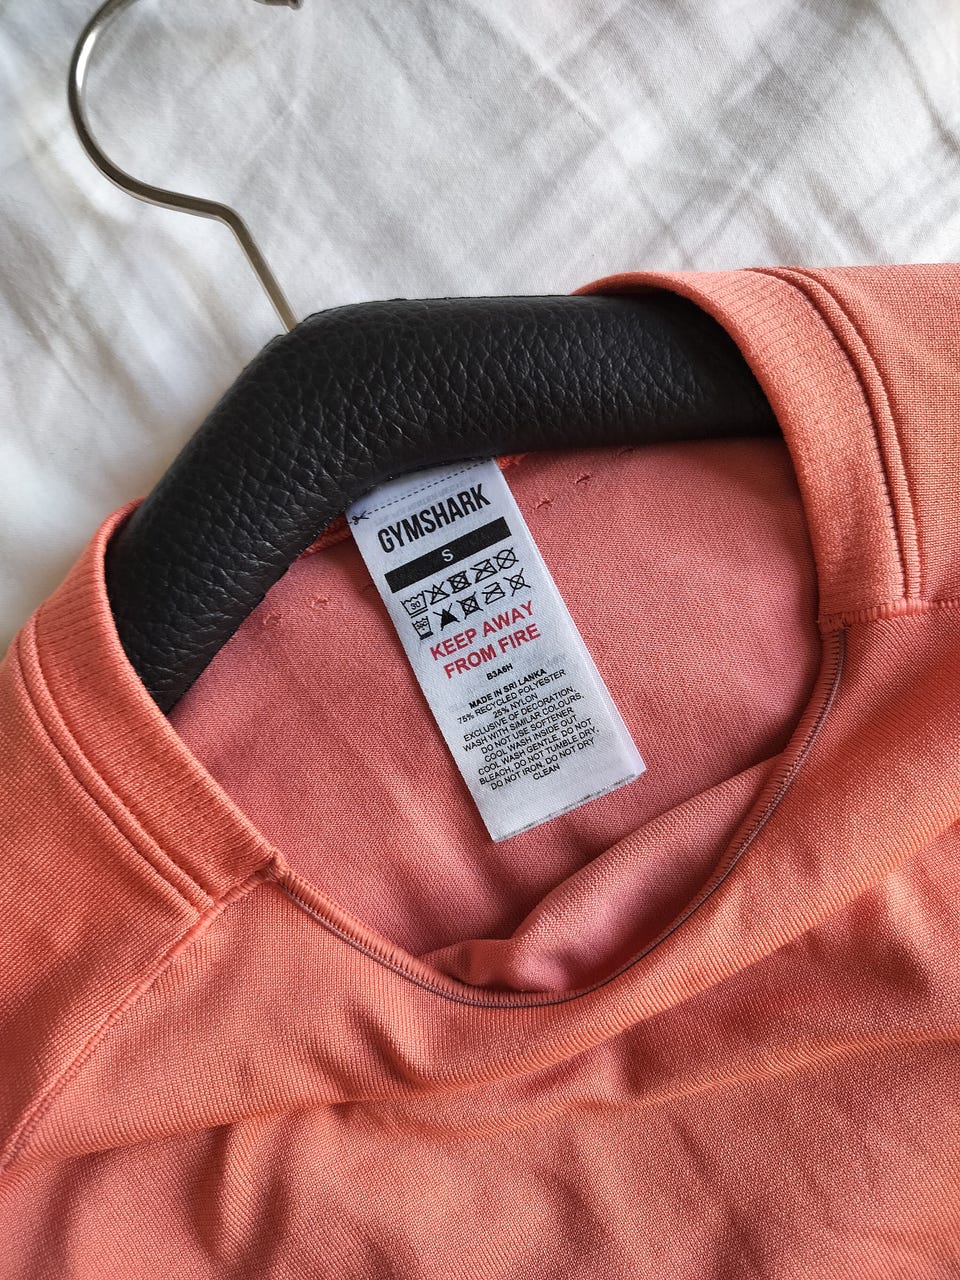 GYMSHARK
S
30
KEEP AWAY
FROM FIRE
B3A6H
MADE IN SRI LANKA
75% RECYCLED POLYESTER
25% NYLON
EXCLUSIVE OF DECORATION.
WASH WITH SIMILAR COLOURS.
DO NOT USE SOFTENER
COOL WASH INSIDE OUT
COOL WASH GENTLE. DO NOT
BLEACH. DO NOT TUMBLE DRY.
DO NOT IRON. DO NOT DRY
CLEAN